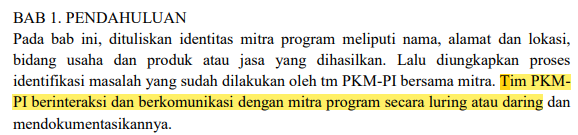 BAB 1. PENDAHULUAN
Pada bab ini, dituliskan identitas mitra program meliputi nama, alamat dan lokasi,
bidang usaha dan produk atau jasa yang dihasilkan. Lalu diungkapkan proses
identifikasi masalah yang sudah dilakukan oleh tm PKM-PI bersama mitra. Tim PKM-
PI berinteraksi dan berkomunikasi dengan mitra program secara luring atau daring dan
mendokumentasikannya.